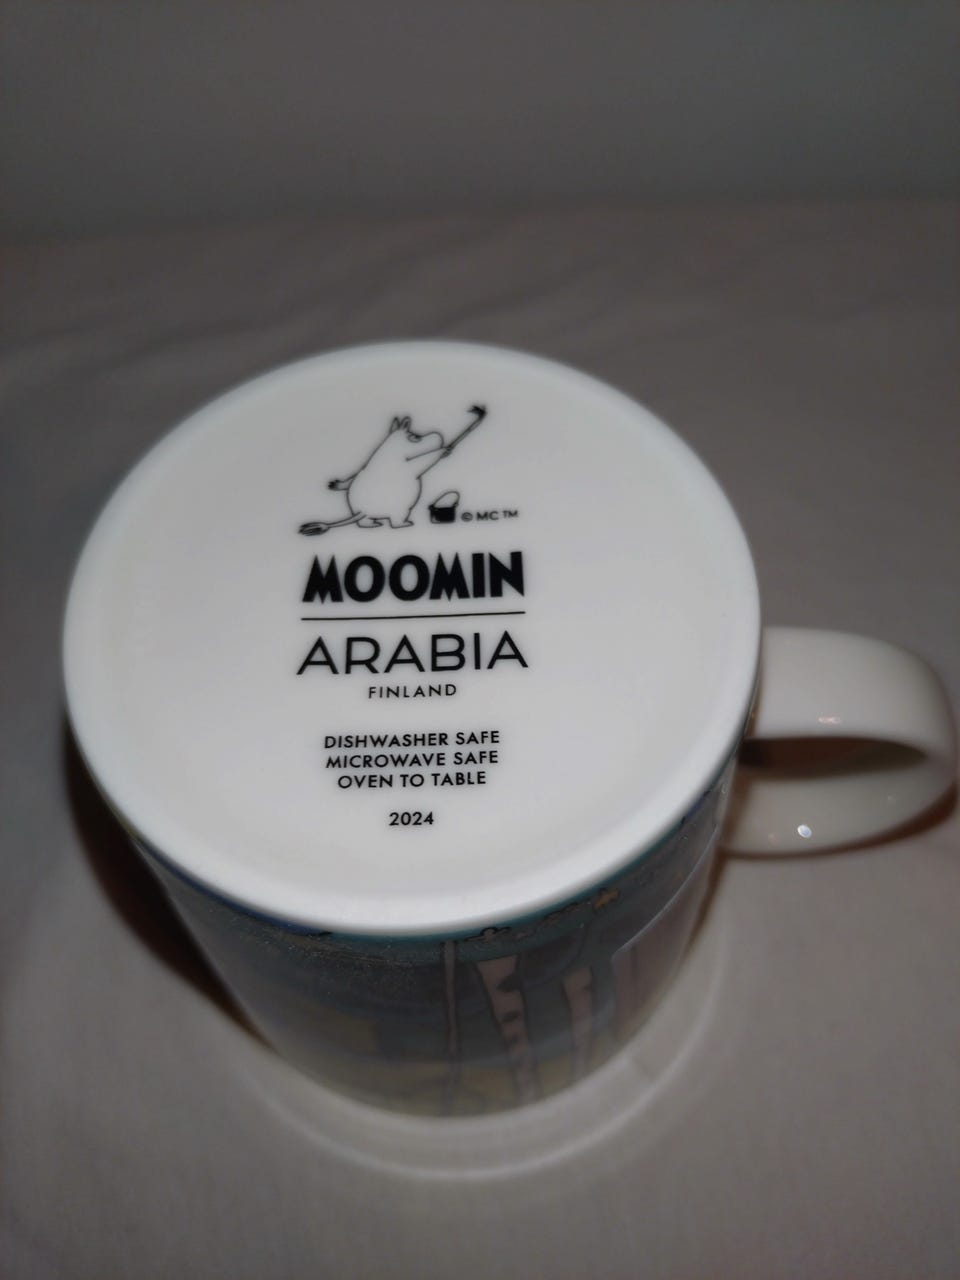 © MC ™
MOOMIN
ARABIA
FINLAND
DISHWASHER SAFE
MICROWAVE SAFE
OVEN TO TABLE
2024